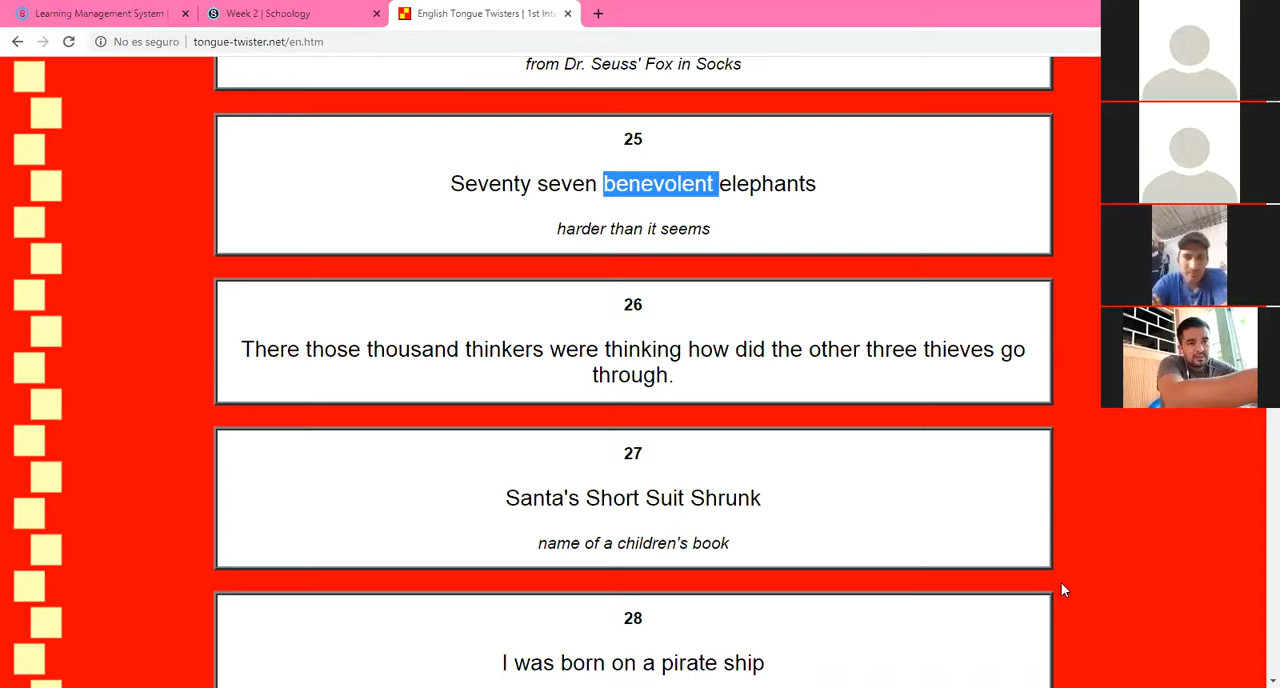 Learning Management System |
Week 2 | Schoology
English Tongue Twisters | 1st Inte
No es seguro | tongue-twister.net/en.htm
from Dr. Seuss' Fox in Socks
25
Seventy seven benevolent elephants
harder than it seems
26
There those thousand thinkers were thinking how did the other three thieves go
through.
27
Santa's Short Suit Shrunk
name of a children's book
28
I was born on a pirate ship